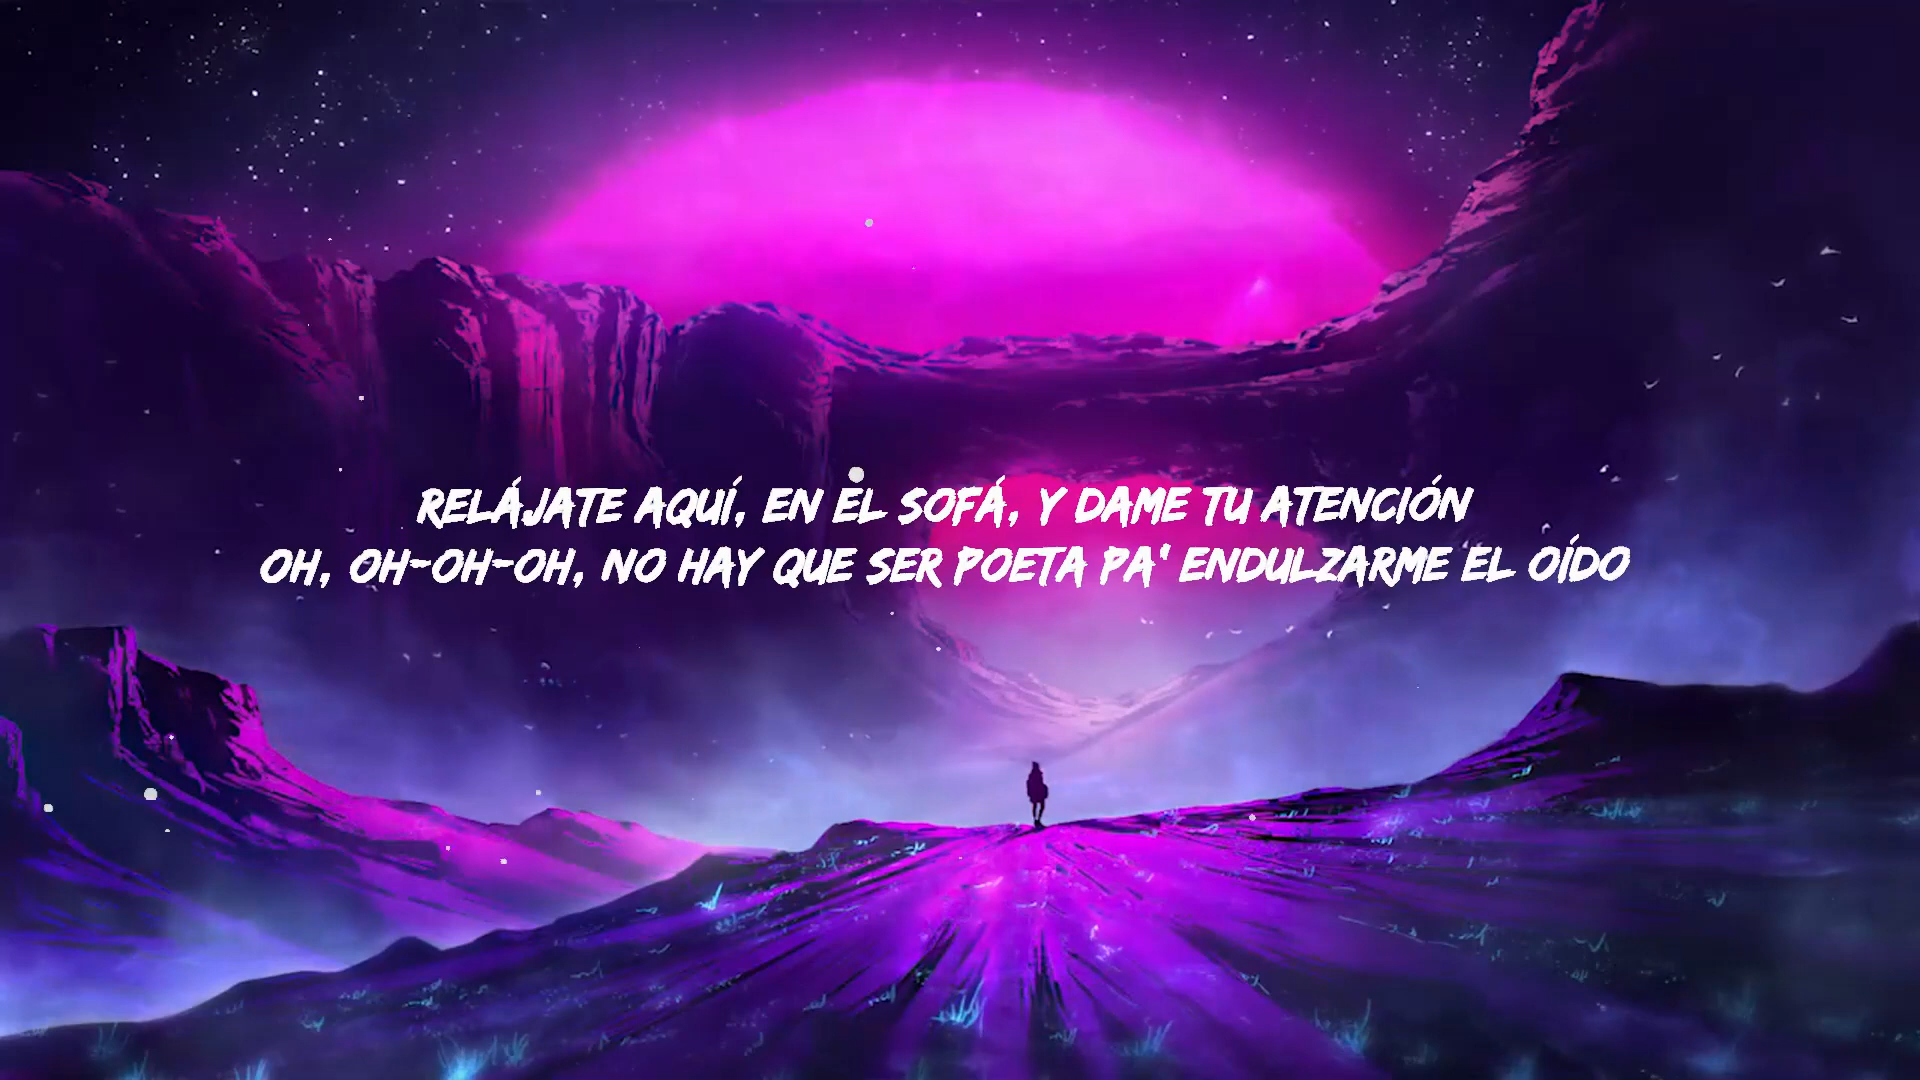 RELÁJATE AQUÍ, EN EL SOFÁ, Y DAME TU ATENCIÓN
OH, OH-OH-OH, NO HAY QUE SER POETA PA' ENDULZARME EL OÍDO